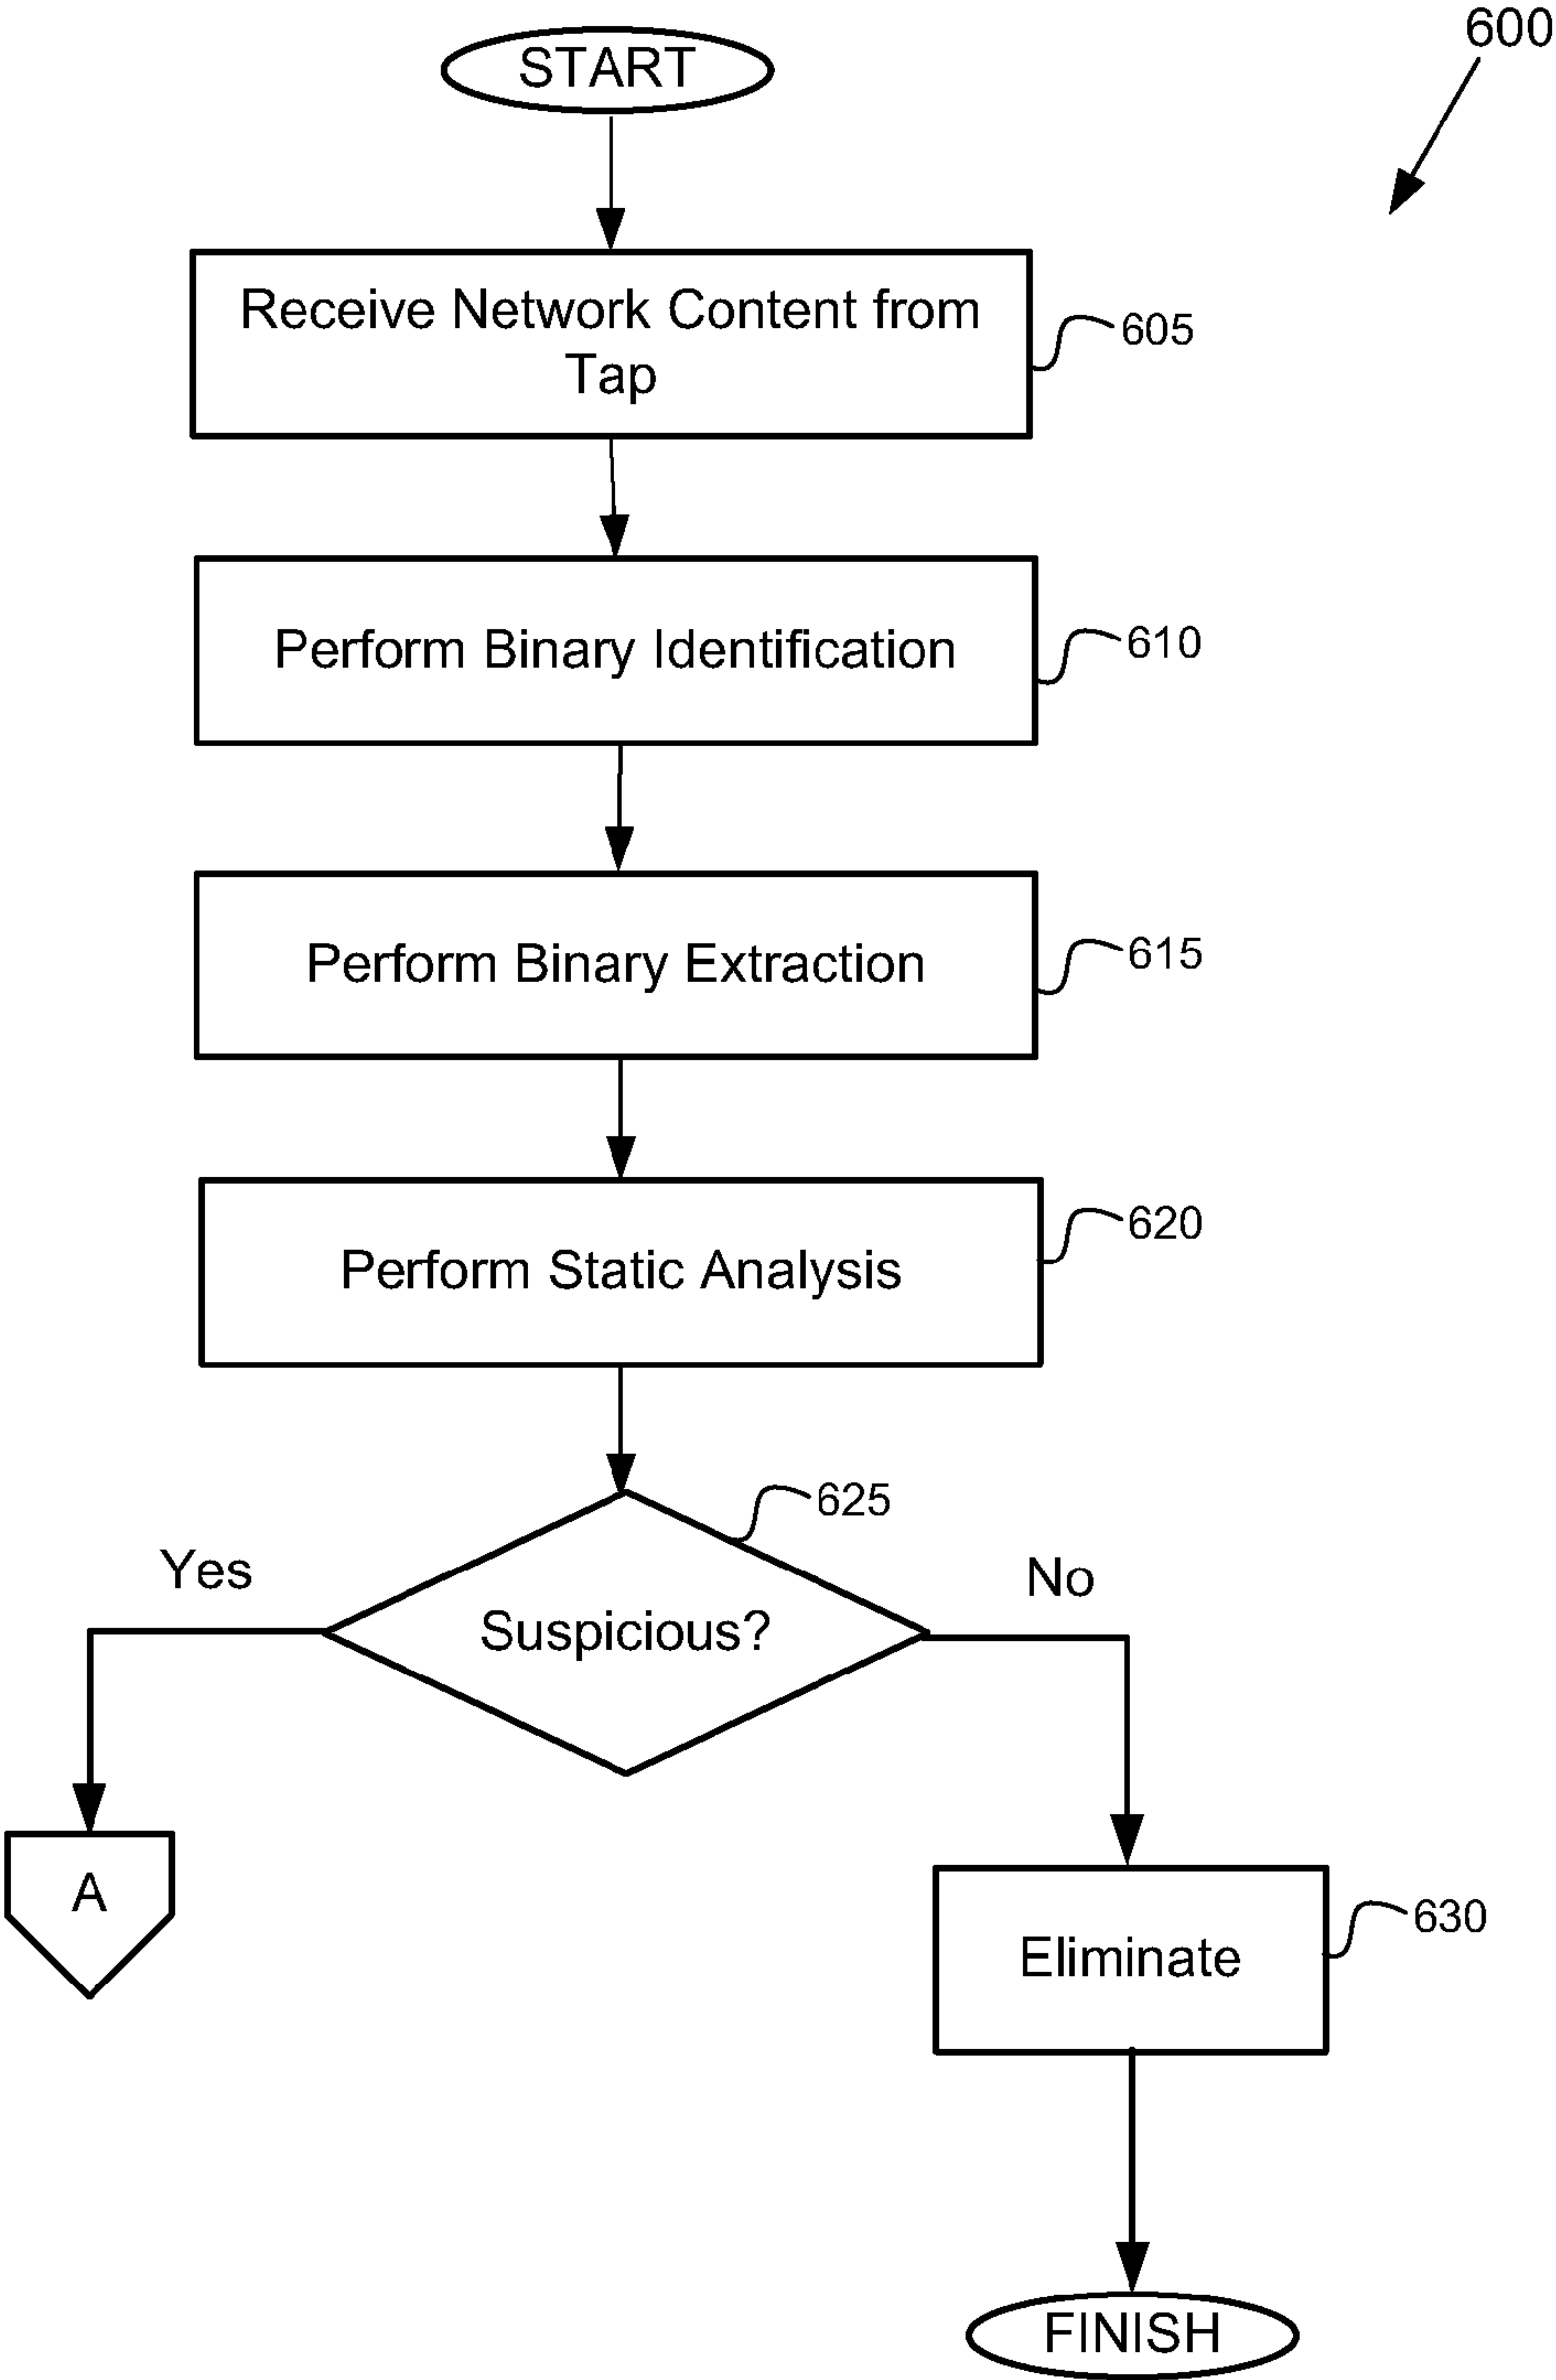 START
600
Receive Network Content from
Tap
605
Perform Binary Identification
610
Perform Binary Extraction
615
Perform Static Analysis
620
625
Yes
No
Suspicious?
A
630
Eliminate
FINISH